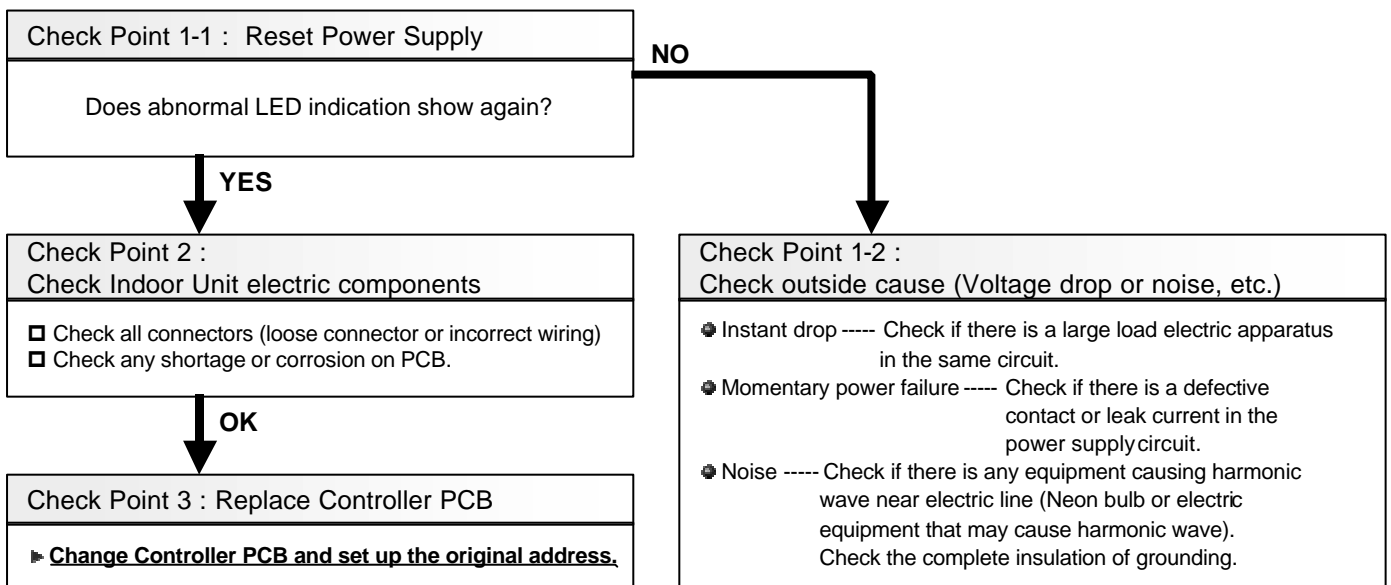 Check Point 1-1 : Reset Power Supply
Does abnormal LED indication show again?
NO
YES
Check Point 2 :
Check Indoor Unit electric components
Check all connectors (loose connector or incorrect wiring)
Check any shortage or corrosion on PCB.
OK
Check Point 3 : Replace Controller PCB
Change Controller PCB and set up the original address.
Check Point 1-2 :
Check outside cause (Voltage drop or noise, etc.)
Instant drop ----- Check if there is a large load electric apparatus
in the same circuit.
Momentary power failure ----- Check if there is a defective
contact or leak current in the
power supply circuit.
Noise ----- Check if there is any equipment causing harmonic
wave near electric line (Neon bulb or electric
equipment that may cause harmonic wave).
Check the complete insulation of grounding.